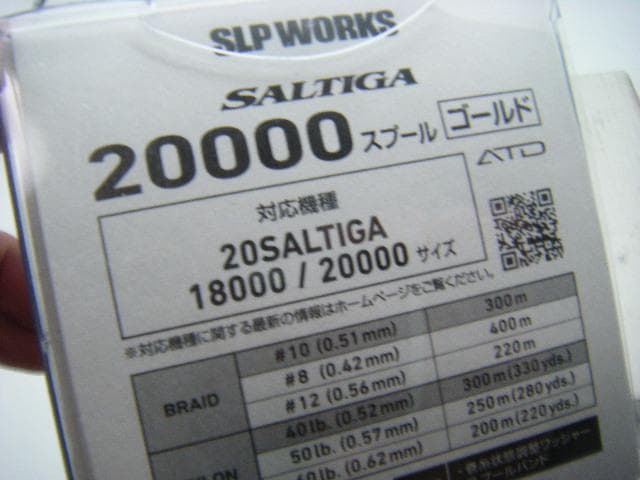 SLP WORKS
SALTIGA
20000 スプール ゴールド
ATD
対応機種
20SALTIGA
18000 / 20000 サイズ
※対応機種に関する最新の情報はホームページをご覧ください。
BRAID
#10 (0.51mm) 300m
#8 (0.42mm) 400m
#12 (0.56mm) 220m
40lb. (0.52mm) 300m(330yds.)
50lb. (0.57mm) 250m(280yds.)
60lb. (0.62mm) 200m(220yds.)